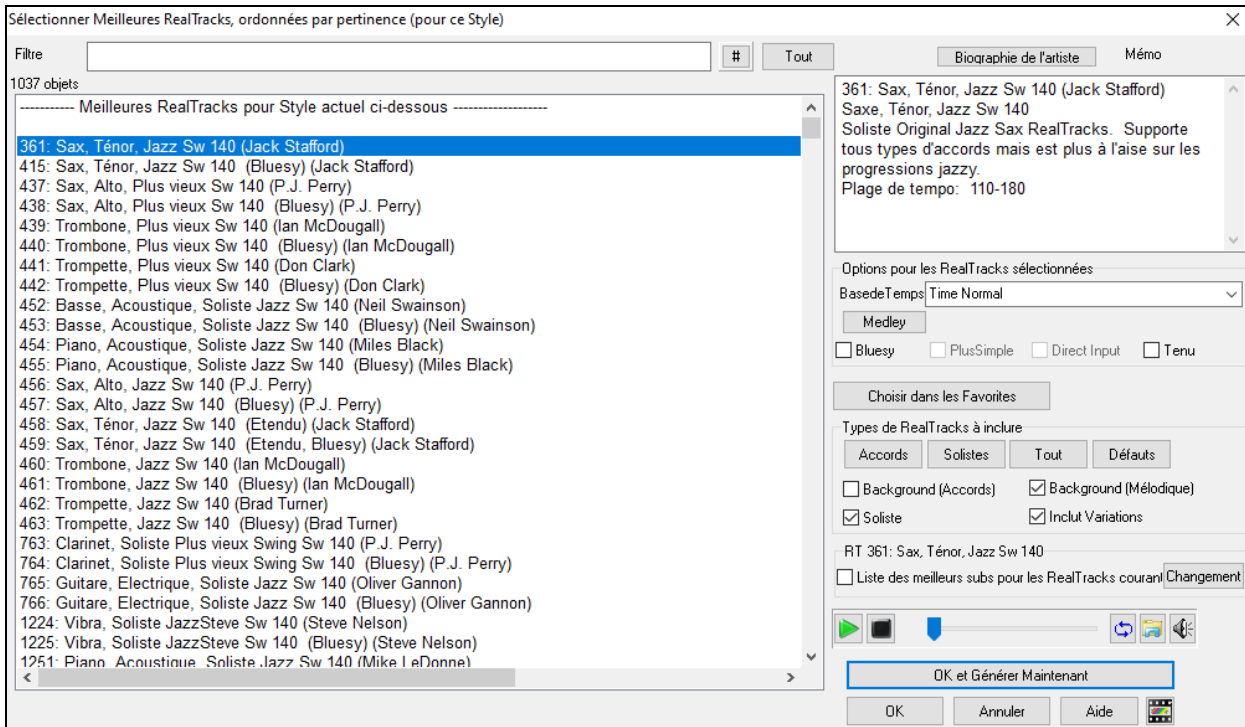 Sélectionner Meilleures RealTracks, ordonnées par pertinence (pour ce Style)
Filtre
#
Tout
1037 objets
----------- Meilleures RealTracks pour Style actuel ci-dessous -------------------
361: Sax, Ténor, Jazz Sw 140 (Jack Stafford)
415: Sax, Ténor, Jazz Sw 140 (Bluesy) (Jack Stafford)
437: Sax, Alto, Plus vieux Sw 140 (P.J. Perry)
438: Sax, Alto, Plus vieux Sw 140 (Bluesy) (P.J. Perry)
439: Trombone, Plus vieux Sw 140 (Ian McDougall)
440: Trombone, Plus vieux Sw 140 (Bluesy) (Ian McDougall)
441: Trompette, Plus vieux Sw 140 (Don Clark)
442: Trompette, Plus vieux Sw 140 (Bluesy) (Don Clark)
452: Basse, Acoustique, Soliste Jazz Sw 140 (Neil Swainson)
453: Basse, Acoustique, Soliste Jazz Sw 140 (Bluesy) (Neil Swainson)
454: Piano, Acoustique, Soliste Jazz Sw 140 (Miles Black)
455: Piano, Acoustique, Soliste Jazz Sw 140 (Bluesy) (Miles Black)
456: Sax, Alto, Jazz Sw 140 (P.J. Perry)
457: Sax, Alto, Jazz Sw 140 (Bluesy) (P.J. Perry)
458: Sax, Ténor, Jazz Sw 140 (Etendu) (Jack Stafford)
459: Sax, Ténor, Jazz Sw 140 (Etendu, Bluesy) (Jack Stafford)
460: Trombone, Jazz Sw 140 (Ian McDougall)
461: Trombone, Jazz Sw 140 (Bluesy) (Ian McDougall)
462: Trompette, Jazz Sw 140 (Brad Turner)
463: Trompette, Jazz Sw 140 (Bluesy) (Brad Turner)
763: Clarinet, Soliste Plus vieux Swing Sw 140 (P.J. Perry)
764: Clarinet, Soliste Plus vieux Swing Sw 140 (Bluesy) (P.J. Perry)
765: Guitare, Electrique, Soliste Jazz Sw 140 (Oliver Gannon)
766: Guitare, Electrique, Soliste Jazz Sw 140 (Bluesy) (Oliver Gannon)
1224: Vibra, Soliste JazzSteve Sw 140 (Steve Nelson)
1225: Vibra, Soliste JazzSteve Sw 140 (Bluesy) (Steve Nelson)
1251: Piano, Acoustique, Soliste Jazz Sw 140 (Mike LeDonne)
Biographie de l'artiste
Mémo
361: Sax, Ténor, Jazz Sw 140 (Jack Stafford)
Saxe, Ténor, Jazz Sw 140
Soliste Original Jazz Sax RealTracks. Supporte
tous types d'accords mais est plus à l'aise sur les
progressions jazzy.
Plage de tempo: 110-180
Options pour les RealTracks sélectionnées
BasedeTemps Time Normal
Medley
Bluesy
PlusSimple
Direct Input
Tenu
Choisir dans les Favorites
Types de RealTracks à inclure
Accords
Solistes
Tout
Défauts
Background (Accords)
Background (Mélodique)
Soliste
Inclut Variations
RT 361: Sax, Ténor, Jazz Sw 140
Liste des meilleurs subs pour les RealTracks courant
Changement
OK et Générer Maintenant
OK
Annuler
Aide